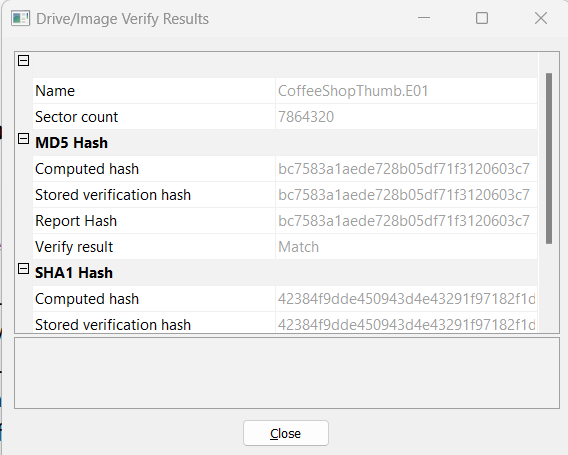 Drive/Image Verify Results
Name CoffeeShopThumb.E01
Sector count 7864320
MD5 Hash
Computed hash bc7583a1aede728b05df71f3120603c7
Stored verification hash bc7583a1aede728b05df71f3120603c7
Report Hash bc7583a1aede728b05df71f3120603c7
Verify result Match
SHA1 Hash
Computed hash 42384f9dde450943d4e43291f97182f1d
Stored verification hash 42384f9dde450943d4e43291f97182f1d
Close